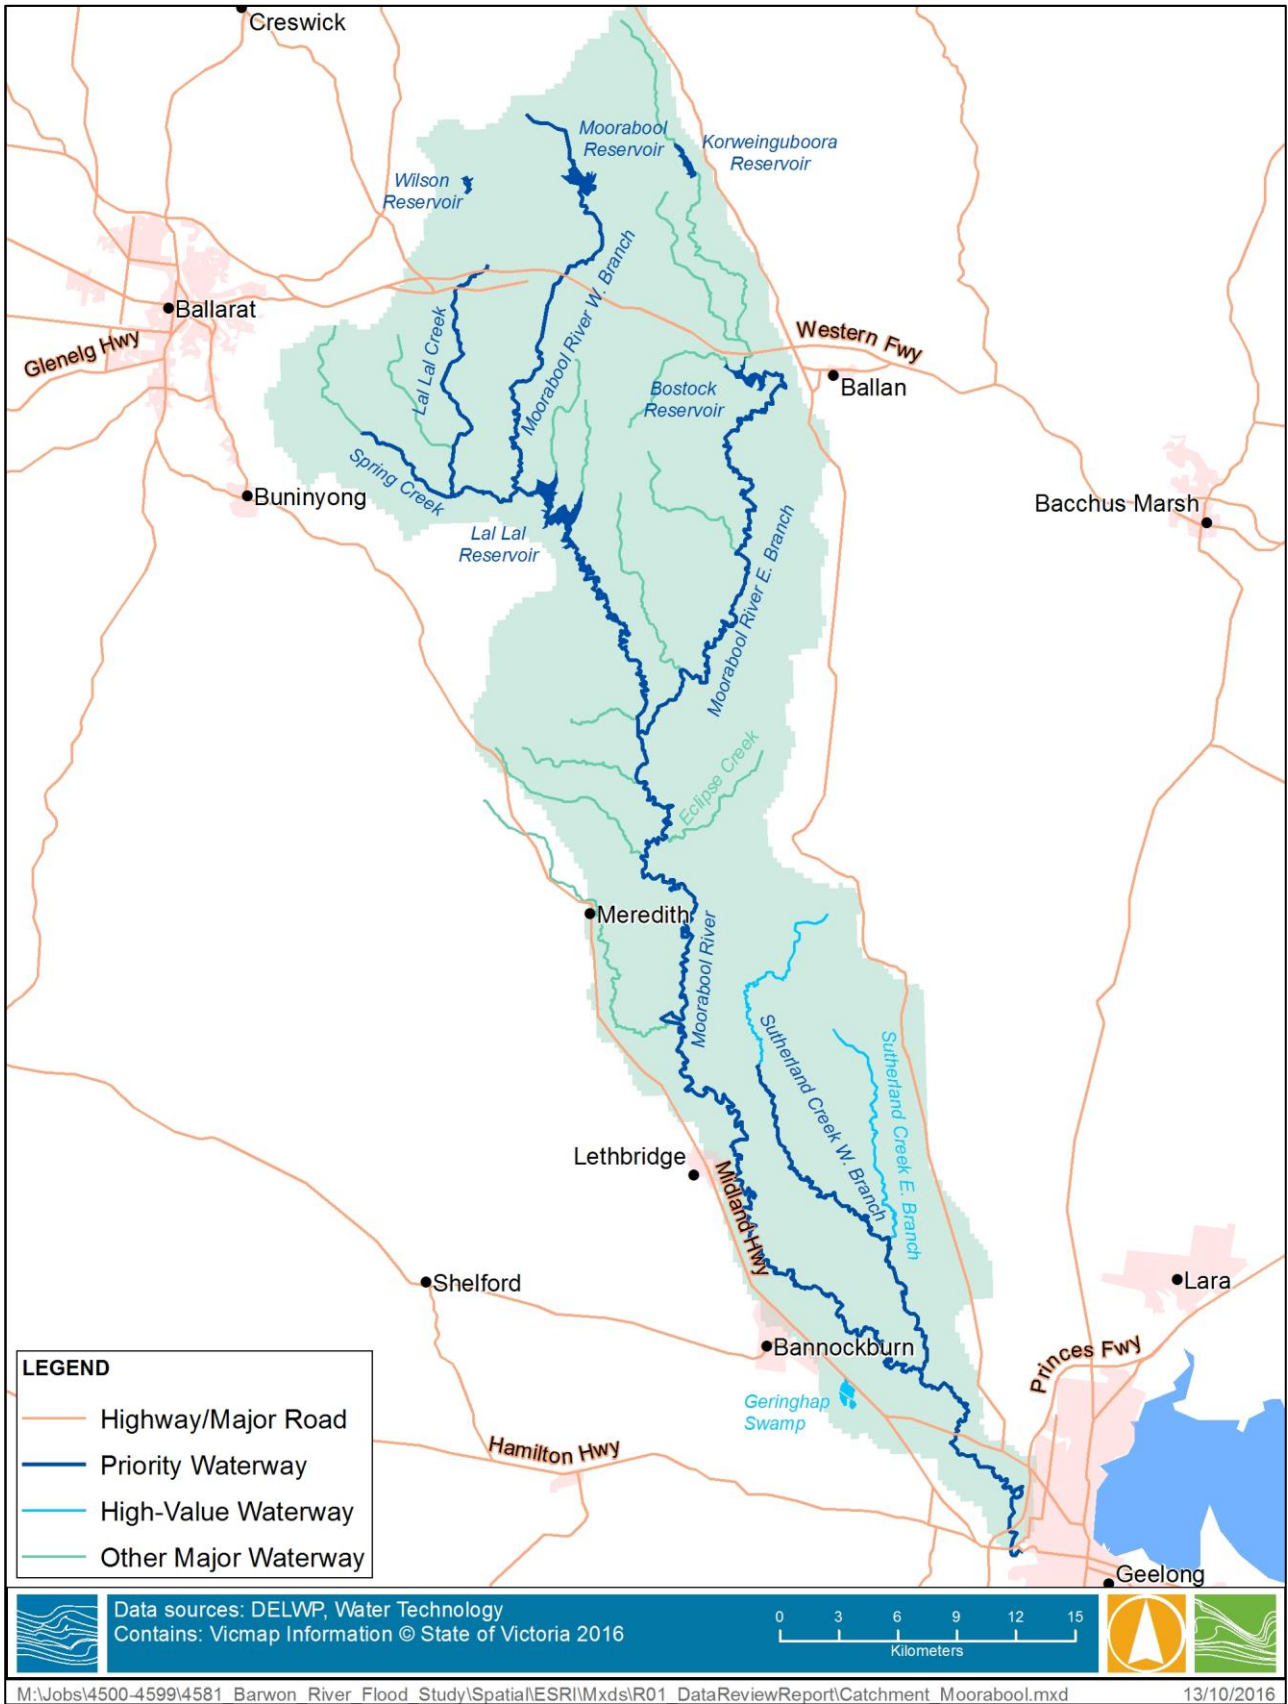 Creswick
Moorabool
Reservoir
Korweinguboora
Reservoir
Wilson
Reservoir
Ballarat
Glenelg Hwy
Lal Lal Creek
Moorabool River W. Branch
Western Fwy
Ballan
Bostock
Reservoir
Spring Creek
Buninyong
Bacchus Marsh
Lal Lal
Reservoir
Moorabool River E. Branch
Eclipse Creek
Meredith
Moorabool River
Sutherland Creek W. Branch
Sutherland Creek E. Branch
Lethbridge
Midland Hwy
Shelford
Lara
Bannockburn
Princes Fwy
Geringhap
Swamp
Hamilton Hwy
Geelong
LEGEND
Highway/Major Road
Priority Waterway
High-Value Waterway
Other Major Waterway
Data sources: DELWP, Water Technology
Contains: Vicmap Information © State of Victoria 2016
0 3 6 9 12 15
Kilometers
M:\Jobs\4500-4599\4581_Barwon_River_Flood_Study\Spatial\ESRI\Mxds\R01_DataReviewReport\Catchment_Moorabool.mxd 13/10/2016